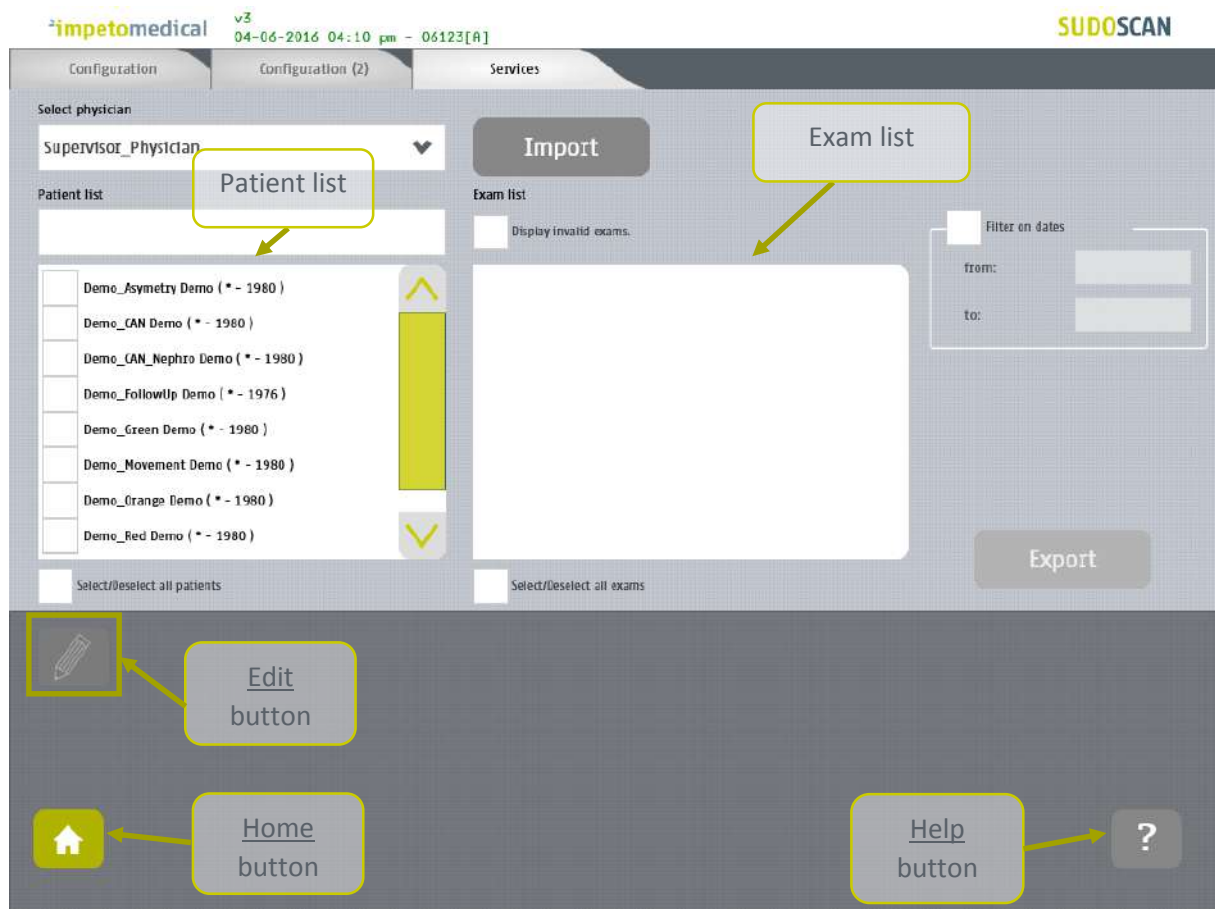 impetomedical
v3
04-06-2016 04:10 pm - 06123[A]
SUDOSCAN
Configuration
Configuration (2)
Services
Select physician
Supervisor_Physician
Import
Exam list
Patient list
Patient list
Exam list
Display invalid exams.
Filter on dates
from:
to:
Demo_Asymetry Demo ( * - 1980 )
Demo_CAN Demo ( * - 1980 )
Demo_CAN_Nephro Demo ( * - 1980 )
Demo_FollowUp Demo ( * - 1976 )
Demo_Green Demo ( * - 1980 )
Demo_Movement Demo ( * - 1980 )
Demo_Orange Demo ( * - 1980 )
Demo_Red Demo ( * - 1980 )
Export
Select/Deselect all patients
Select/Deselect all exams
Edit
button
Home
button
Help
button
?